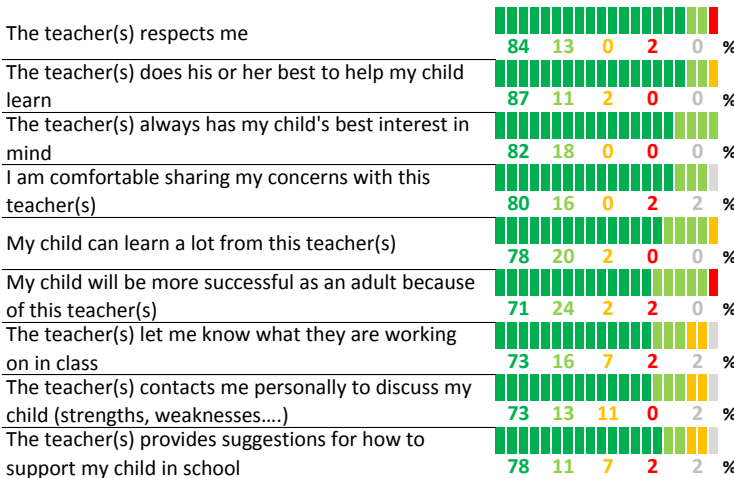 The teacher(s) respects me
84 13 0 2 0 %
The teacher(s) does his or her best to help my child
learn
87 11 2 0 0 %
The teacher(s) always has my child's best interest in
mind
82 18 0 0 0 %
I am comfortable sharing my concerns with this
teacher(s)
80 16 0 2 2 %
My child can learn a lot from this teacher(s)
78 20 2 0 0 %
My child will be more successful as an adult because
of this teacher(s)
71 24 2 2 0 %
The teacher(s) let me know what they are working
on in class
73 16 7 2 2 %
The teacher(s) contacts me personally to discuss my
child (strengths, weaknesses....)
73 13 11 0 2 %
The teacher(s) provides suggestions for how to
support my child in school
78 11 7 2 2 %